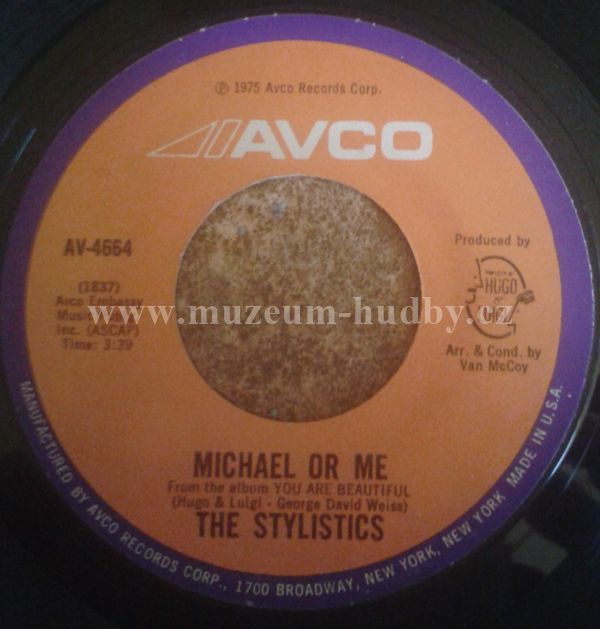 ℗ 1975 Avco Records Corp.
AVCO
AV-4664
(1837)
Avco Embassy
Music
Inc. (ASCAP)
Time: 3:39
Produced by
HUGO
Arr. & Cond. by
Van McCoy
www.muzeum-hudby.cz
MICHAEL OR ME
From the album YOU ARE BEAUTIFUL
(Hugo & Luigi - George David Weiss)
THE STYLISTICS
MANUFACTURED BY AVCO RECORDS CORP., 1700 BROADWAY, NEW YORK, NEW YORK MADE IN U.S.A.